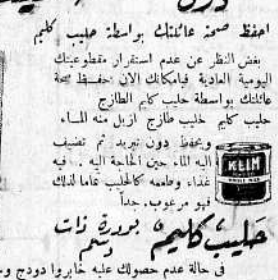 احفظ صحة عائلتك بواسطة حليب كليم
بغض النظر عن عدم استقرار مقطوعيتك
اليومية العادية فبامكانك الان حفظ صحة
عائلتك بواسطة حليب كليم الطازج
حليب كليم حليب طازج ازيل منه الماء
ويحفظ دون تبريد ثم تضيف
اليه الماء حين الحاجة اليه . فيه
غذاء وطعمه كالحليب تماما لذلك
فهو مرغوب جداً
KLIM
حليب كليم بودرة ذات دسم
في حالة عدم حصولك عليه خابروا دودج